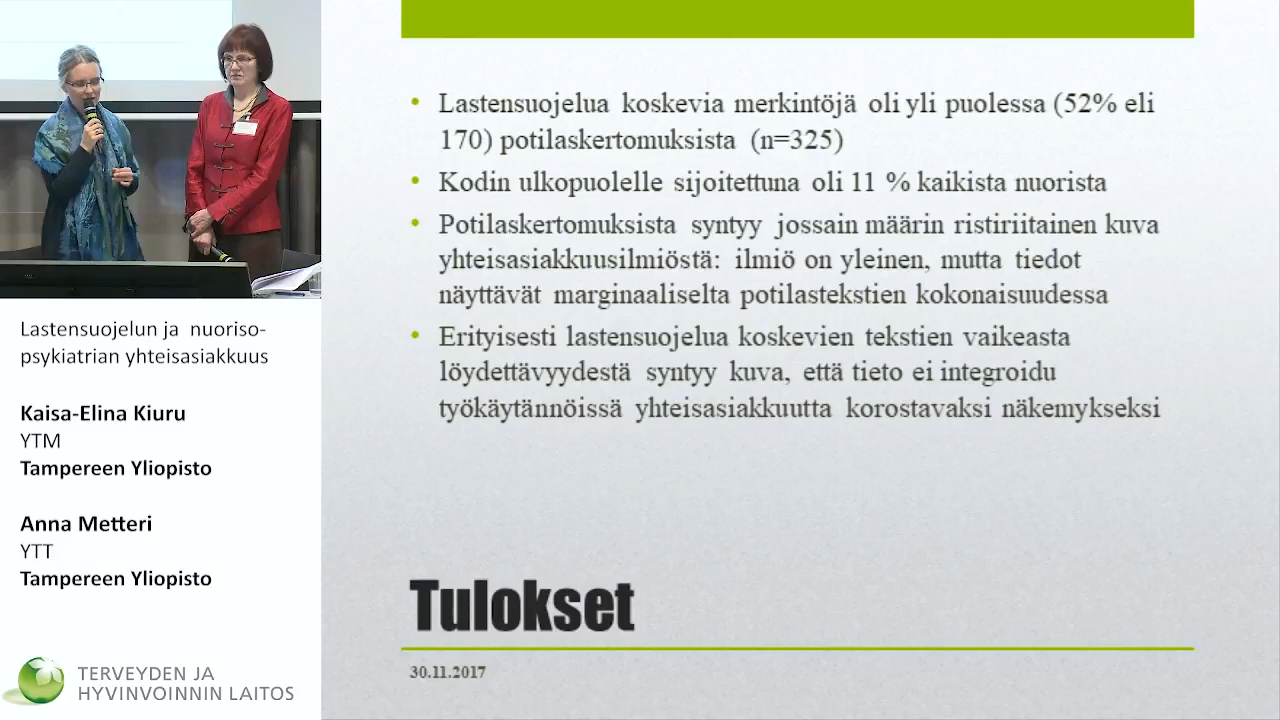 Lastensuojelun ja nuoriso-
psykiatrian yhteisasiakkuus
Kaisa-Elina Kiuru
YTM
Tampereen Yliopisto
Anna Metteri
YTT
Tampereen Yliopisto
TERVEYDEN JA
HYVINVOINNIN LAITOS
• Lastensuojelua koskevia merkintöjä oli yli puolessa (52% eli
170) potilaskertomuksista (n=325)
• Kodin ulkopuolelle sijoitettuna oli 11 % kaikista nuorista
• Potilaskertomuksista syntyy jossain määrin ristiriitainen kuva
yhteisasiakkuusilmiöstä: ilmiö on yleinen, mutta tiedot
näyttävät marginaaliselta potilastekstien kokonaisuudessa
• Erityisesti lastensuojelua koskevien tekstien vaikeasta
löydettävyydestä syntyy kuva, että tieto ei integroidu
työkäytännöissä yhteisasiakkuutta korostavaksi näkemykseksi
Tulokset
30.11.2017